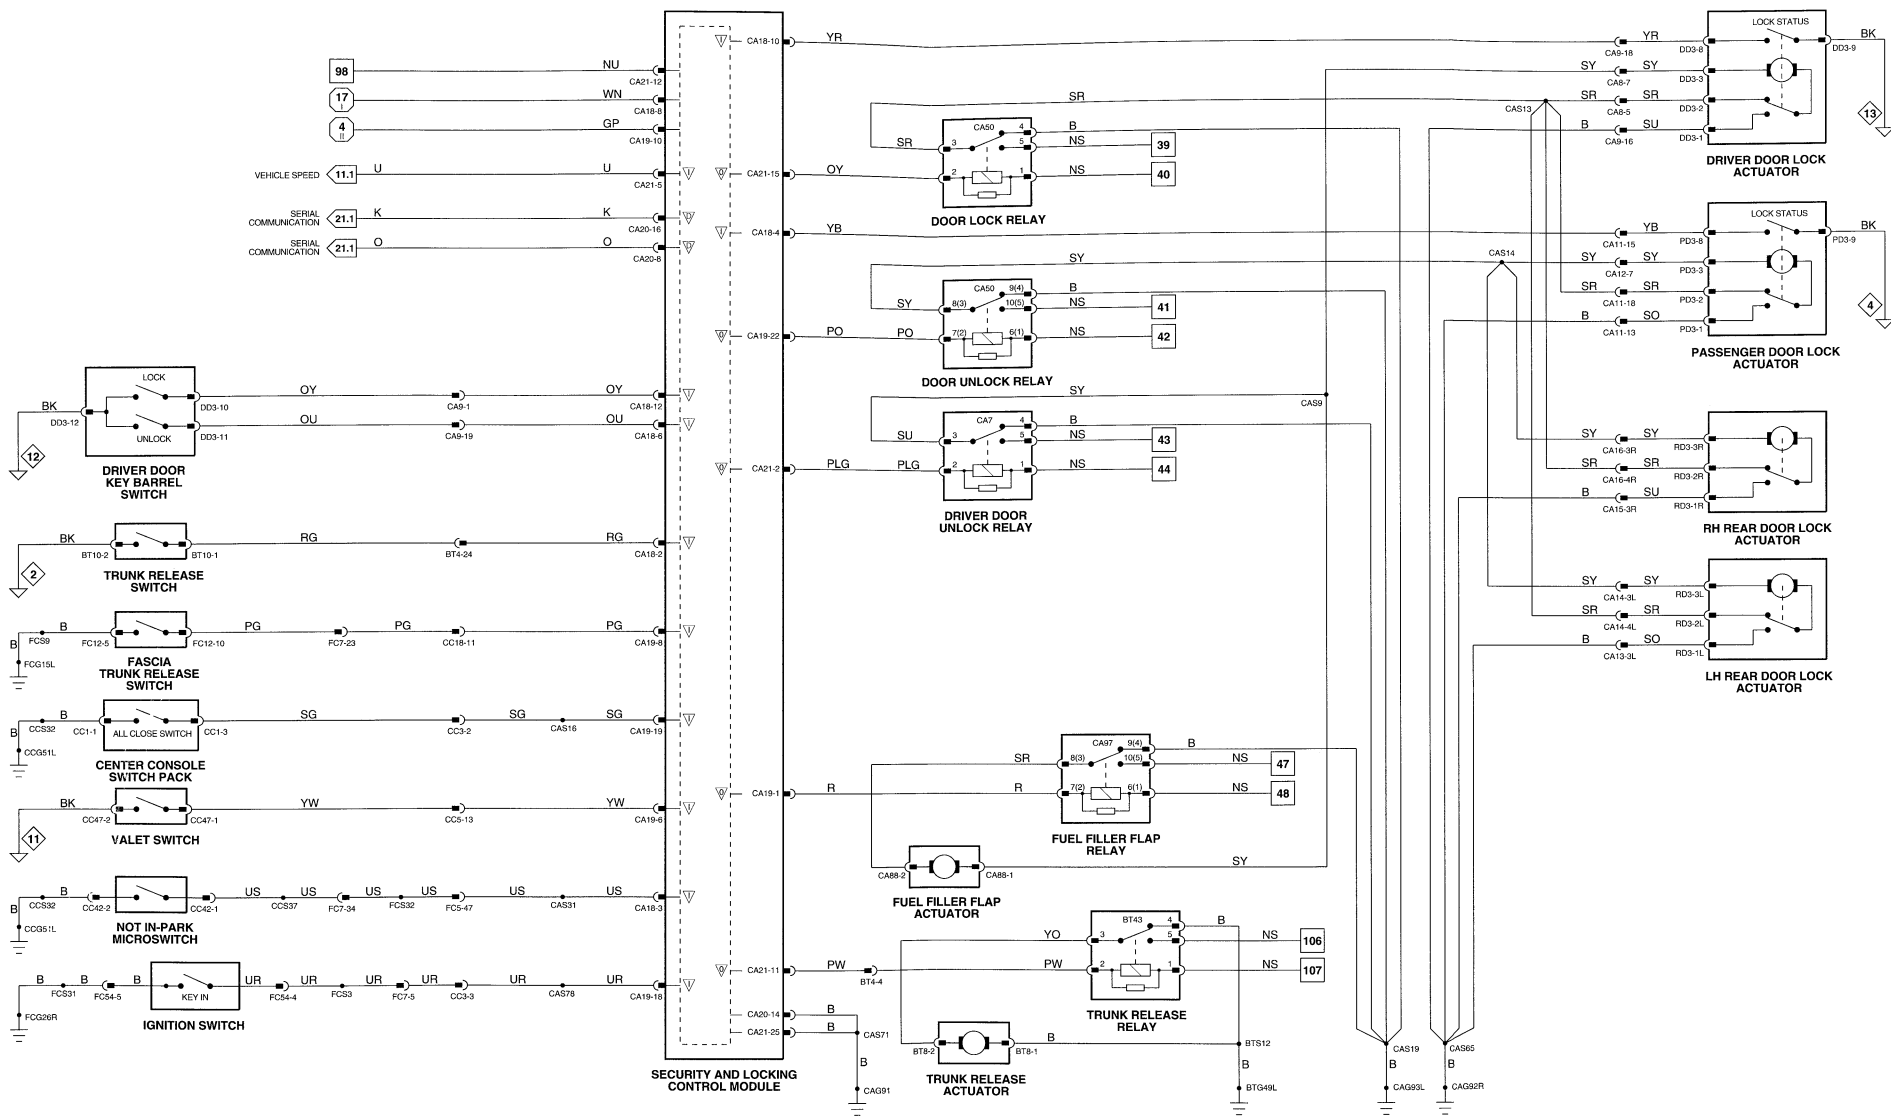 98
NU
CA21-12
17
I
WN
CA18-8
4
II
GP
CA19-10
VEHICLE SPEED
11.1
U
U
CA21-5
SERIAL
COMMUNICATION
21.1
K
K
CA20-16
SERIAL
COMMUNICATION
21.1
O
O
CA20-8
BK
DD3-12
12
LOCK
UNLOCK
DD3-10
DD3-11
OY
CA9-1
OY
CA18-12
OU
CA9-19
OU
CA18-6
DRIVER DOOR
KEY BARREL
SWITCH
BK
BT10-2
2
BT10-1
RG
BT4-24
RG
CA18-2
TRUNK RELEASE
SWITCH
B
FCS9
B
FCG15L
FC12-5
FC12-10
PG
FC7-23
PG
CC18-11
PG
CA19-8
FASCIA
TRUNK RELEASE
SWITCH
B
CCS32
B
CCG51L
CC1-1
ALL CLOSE SWITCH
CC1-3
SG
CC3-2
SG
CAS16
SG
CA19-19
CENTER CONSOLE
SWITCH PACK
BK
CC47-2
11
CC47-1
YW
CC5-13
YW
CA19-6
VALET SWITCH
B
CCS32
B
CCG51L
CC42-2
CC42-1
US
CCS37
US
FC7-34
US
FCS32
US
FC5-47
US
CAS31
US
CA18-3
NOT IN-PARK
MICROSWITCH
B
FCS31
B
FC54-5
B
FCG26R
KEY IN
UR
FC54-4
UR
FCS3
UR
FC7-5
UR
CC3-3
UR
CAS78
UR
CA19-18
IGNITION SWITCH
I
I
I
I
I
I
I
I
I
I
CA18-10
YR
O
CA21-15
OY
I
CA18-4
YB
O
CA19-22
PO
PO
O
CA21-2
PLG
PLG
O
CA19-1
R
R
O
CA21-11
PW
BT4-4
PW
CA20-14
B
CA21-25
B
CAS71
B
CAG91
SECURITY AND LOCKING
CONTROL MODULE
SR
SR
CA50
3
4
5
2
1
B
NS
39
NS
40
DOOR LOCK RELAY
SY
SY
CA50
8(3)
9(4)
10(5)
7(2)
6(1)
B
NS
41
NS
42
DOOR UNLOCK RELAY
SY
CAS9
SU
CA7
3
4
5
2
1
B
NS
43
NS
44
DRIVER DOOR
UNLOCK RELAY
SR
CA97
8(3)
9(4)
10(5)
7(2)
6(1)
B
NS
47
NS
48
FUEL FILLER FLAP
RELAY
CA88-2
CA88-1
SY
FUEL FILLER FLAP
ACTUATOR
YO
BT43
3
4
5
2
1
B
NS
106
NS
107
TRUNK RELEASE
RELAY
BT8-2
BT8-1
B
BTS12
B
BTG49L
TRUNK RELEASE
ACTUATOR
CAS19
B
CAG93L
CAS65
B
CAG92R
CAS13
CAS14
CA9-18
YR
DD3-8
SY
CA8-7
SY
DD3-3
SR
CA8-5
SR
DD3-2
B
CA9-16
SU
DD3-1
LOCK STATUS
BK
DD3-9
13
DRIVER DOOR LOCK
ACTUATOR
CA11-15
YB
PD3-8
SY
CA12-7
SY
PD3-3
SR
CA11-18
SR
PD3-2
B
CA11-13
SO
PD3-1
LOCK STATUS
BK
PD3-9
4
PASSENGER DOOR LOCK
ACTUATOR
SY
CA16-3R
SY
RD3-3R
SR
CA16-4R
SR
RD3-2R
B
CA15-3R
SU
RD3-1R
RH REAR DOOR LOCK
ACTUATOR
SY
CA14-3L
SY
RD3-3L
SR
CA14-4L
SR
RD3-2L
B
CA13-3L
SO
RD3-1L
LH REAR DOOR LOCK
ACTUATOR